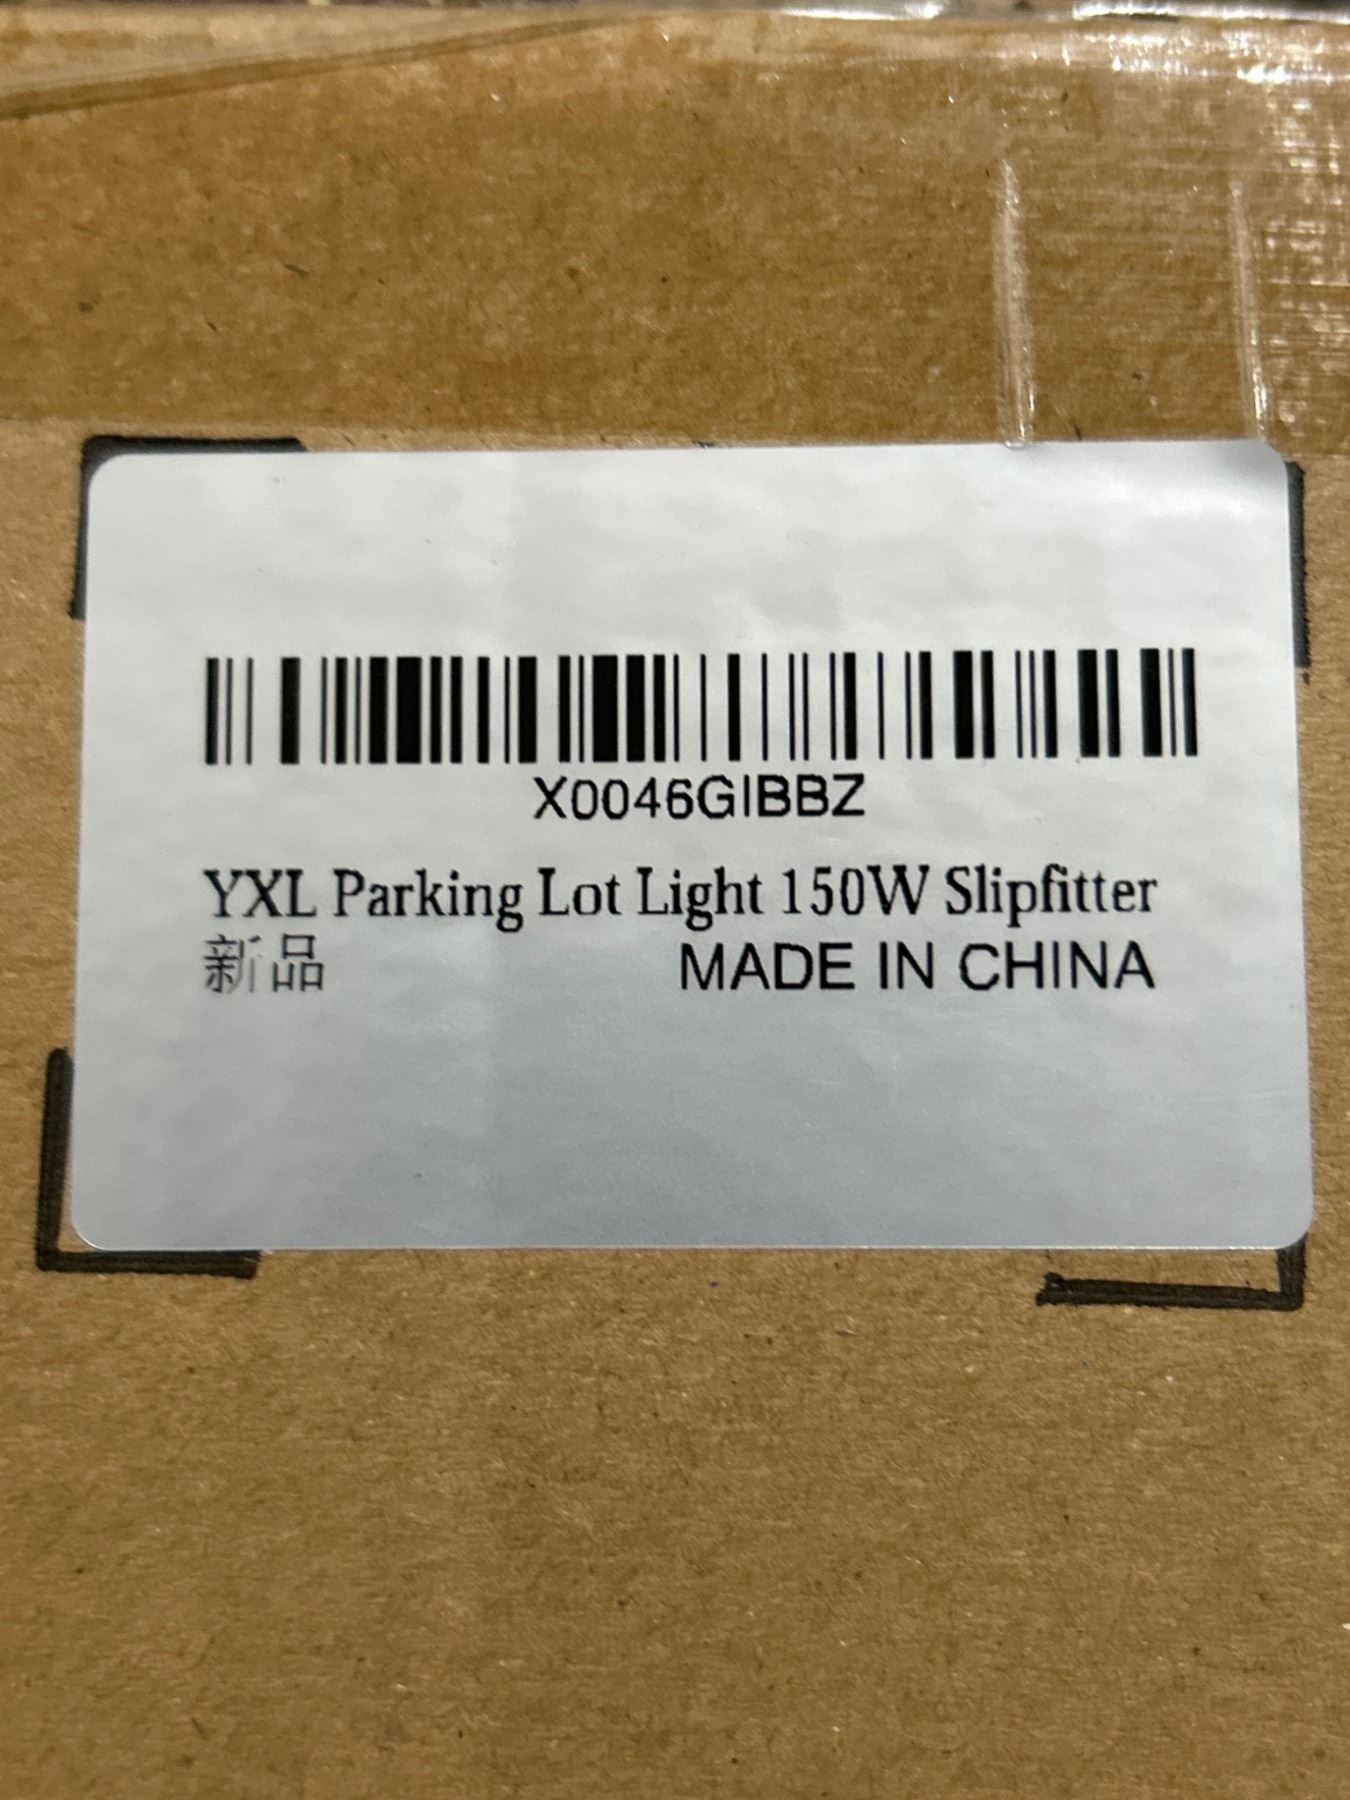 X0046GIBBZ
YXL Parking Lot Light 150W Slipfitter
新品 MADE IN CHINA